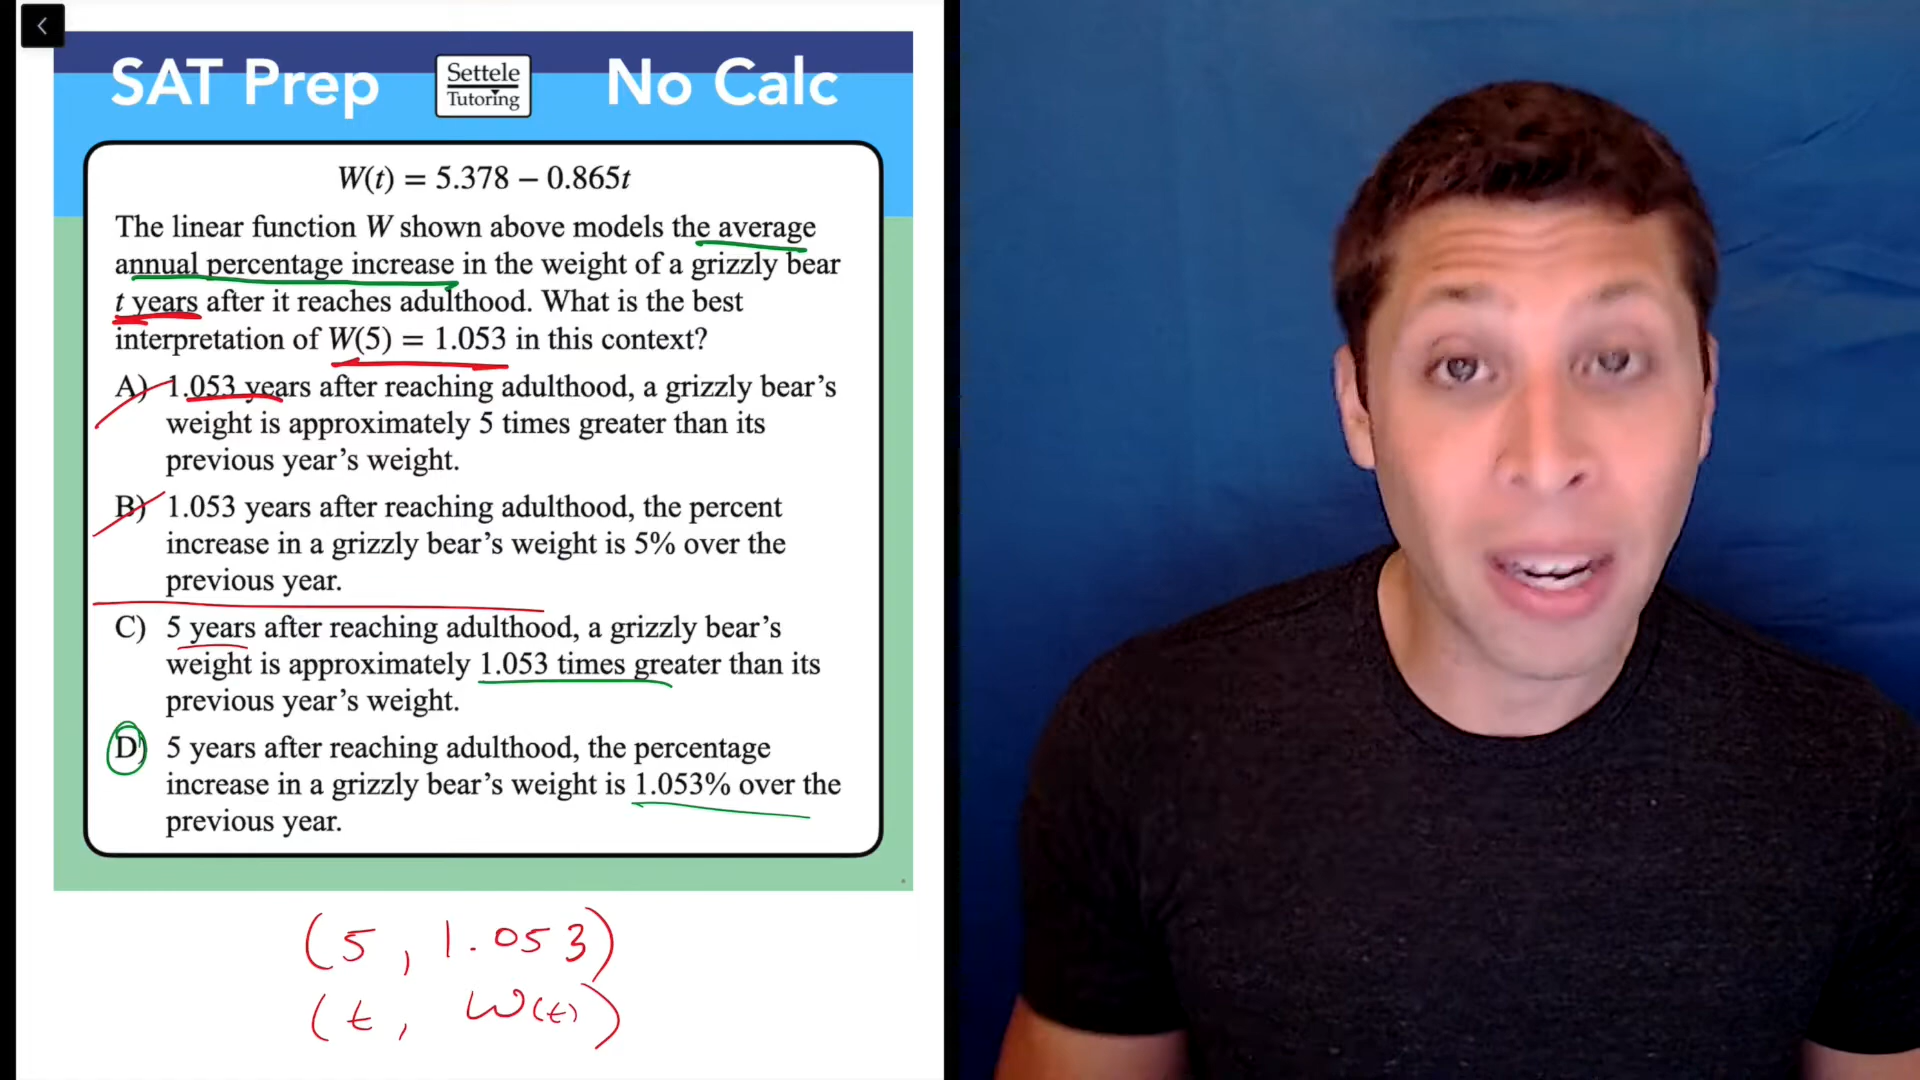 SAT Prep
Settele
Tutoring
No Calc
W(t) = 5.378 – 0.865t
The linear function W shown above models the average
annual percentage increase in the weight of a grizzly bear
t years after it reaches adulthood. What is the best
interpretation of W(5) = 1.053 in this context?
A) 1.053 years after reaching adulthood, a grizzly bear’s
weight is approximately 5 times greater than its
previous year’s weight.
B) 1.053 years after reaching adulthood, the percent
increase in a grizzly bear’s weight is 5% over the
previous year.
C) 5 years after reaching adulthood, a grizzly bear’s
weight is approximately 1.053 times greater than its
previous year’s weight.
D) 5 years after reaching adulthood, the percentage
increase in a grizzly bear’s weight is 1.053% over the
previous year.
(5, 1.053)
(t, W(t))